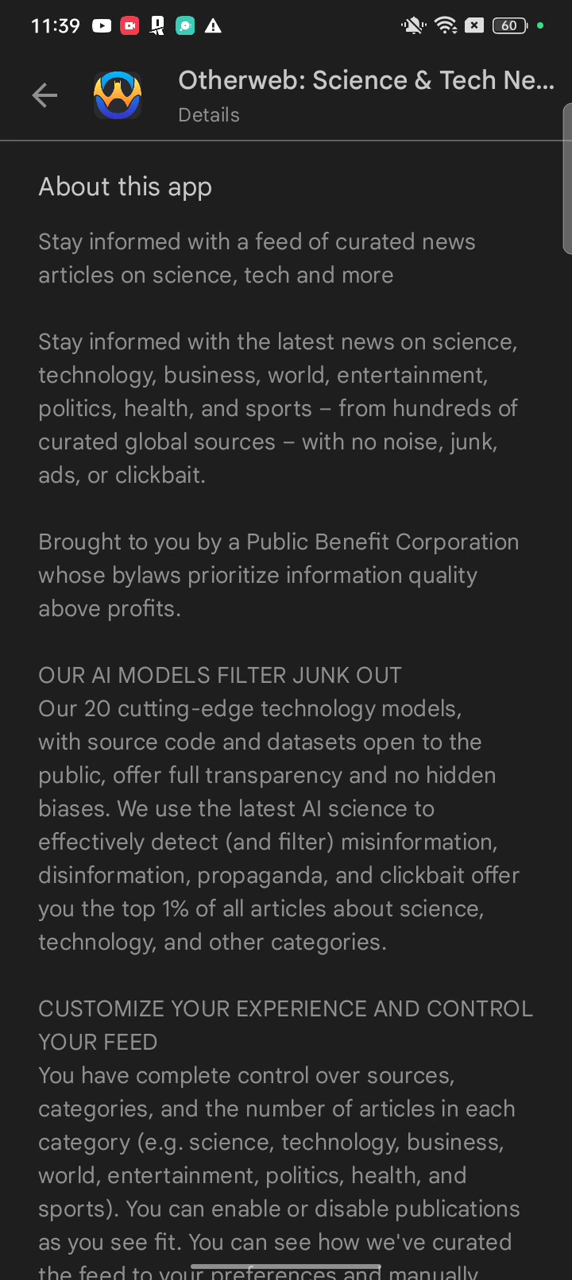 11:39
60
Otherweb: Science & Tech Ne...
Details
About this app
Stay informed with a feed of curated news
articles on science, tech and more
Stay informed with the latest news on science,
technology, business, world, entertainment,
politics, health, and sports – from hundreds of
curated global sources – with no noise, junk,
ads, or clickbait.
Brought to you by a Public Benefit Corporation
whose bylaws prioritize information quality
above profits.
OUR AI MODELS FILTER JUNK OUT
Our 20 cutting-edge technology models,
with source code and datasets open to the
public, offer full transparency and no hidden
biases. We use the latest AI science to
effectively detect (and filter) misinformation,
disinformation, propaganda, and clickbait offer
you the top 1% of all articles about science,
technology, and other categories.
CUSTOMIZE YOUR EXPERIENCE AND CONTROL
YOUR FEED
You have complete control over sources,
categories, and the number of articles in each
category (e.g. science, technology, business,
world, entertainment, politics, health, and
sports). You can enable or disable publications
as you see fit. You can see how we've curated
the feed to your preferences and manually